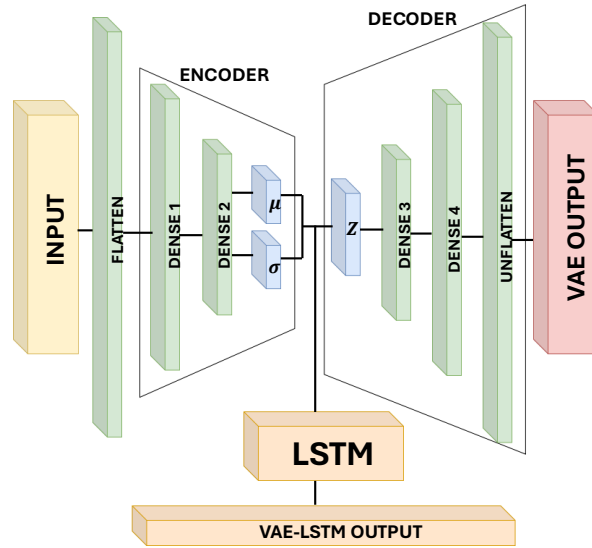 DECODER
ENCODER
INPUT
FLATTEN
DENSE 1
DENSE 2
μ
σ
Z
DENSE 3
DENSE 4
UNFLATTEN
VAE OUTPUT
LSTM
VAE-LSTM OUTPUT